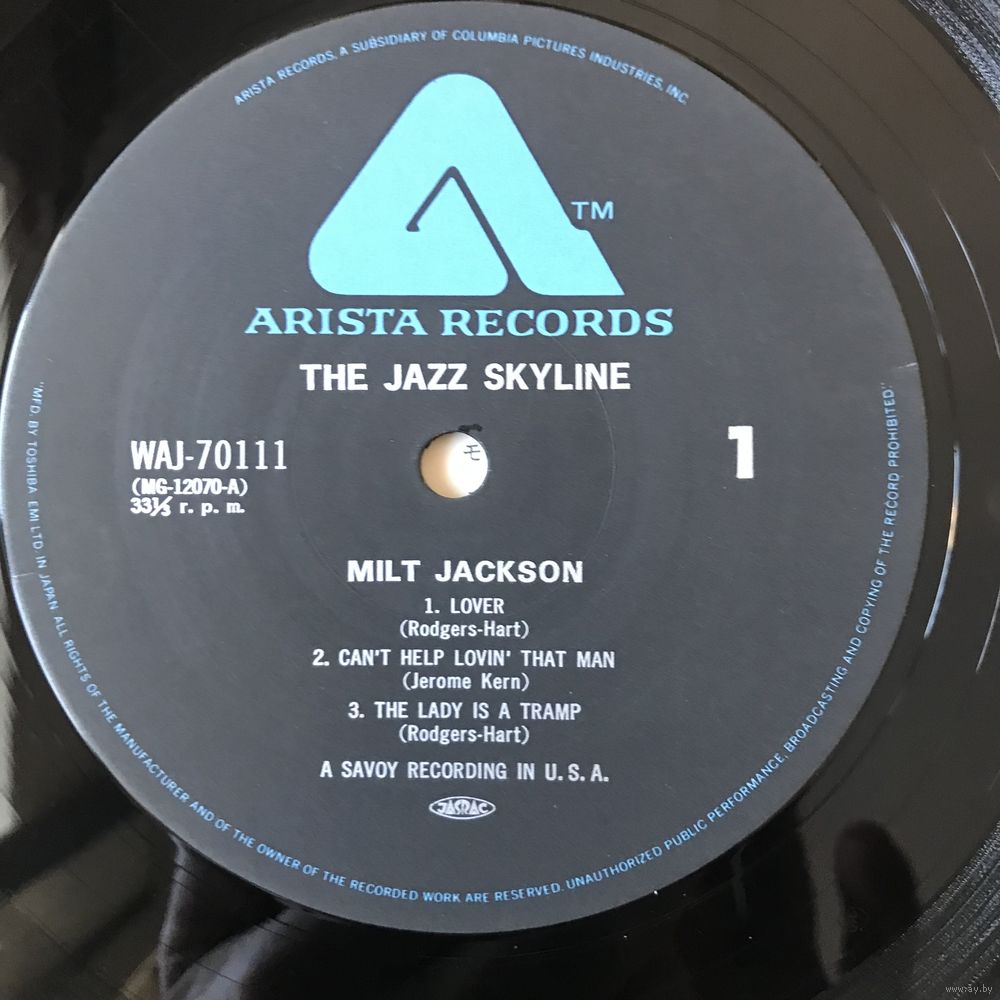 ARISTA RECORDS, A SUBSIDIARY OF COLUMBIA PICTURES INDUSTRIES, INC.
TM
ARISTA RECORDS
THE JAZZ SKYLINE
WAJ-70111
(MG-12070-A)
33⅓ r. p. m.
1
モ
MILT JACKSON
1. LOVER
(Rodgers-Hart)
2. CAN'T HELP LOVIN' THAT MAN
(Jerome Kern)
3. THE LADY IS A TRAMP
(Rodgers-Hart)
A SAVOY RECORDING IN U. S. A.
JASRAC
"MFD. BY TOSHIBA EMI LTD. IN JAPAN ALL RIGHTS OF THE MANUFACTURER AND OF THE OWNER OF THE RECORDED WORK ARE RESERVED. UNAUTHORIZED PUBLIC PERFORMANCE, BROADCASTING AND COPYING OF THE RECORD PROHIBITED."
www.ay.by